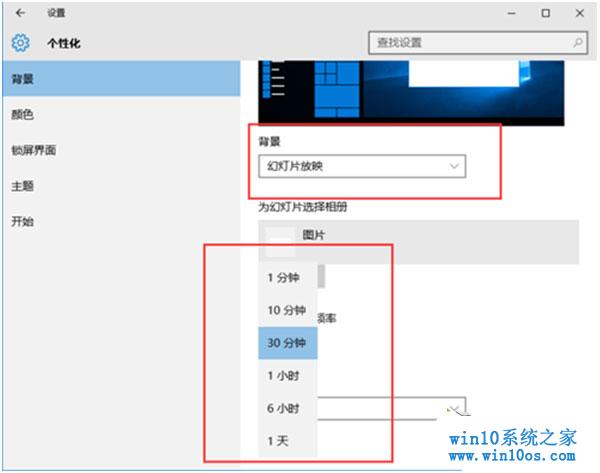 设置
个性化
查找设置
背景
颜色
锁屏界面
主题
开始
背景
幻灯片放映
为幻灯片选择相册
图片
1 分钟
10 分钟
频率
30 分钟
1 小时
6 小时
1 天
win10系统之家
www.win10os.com